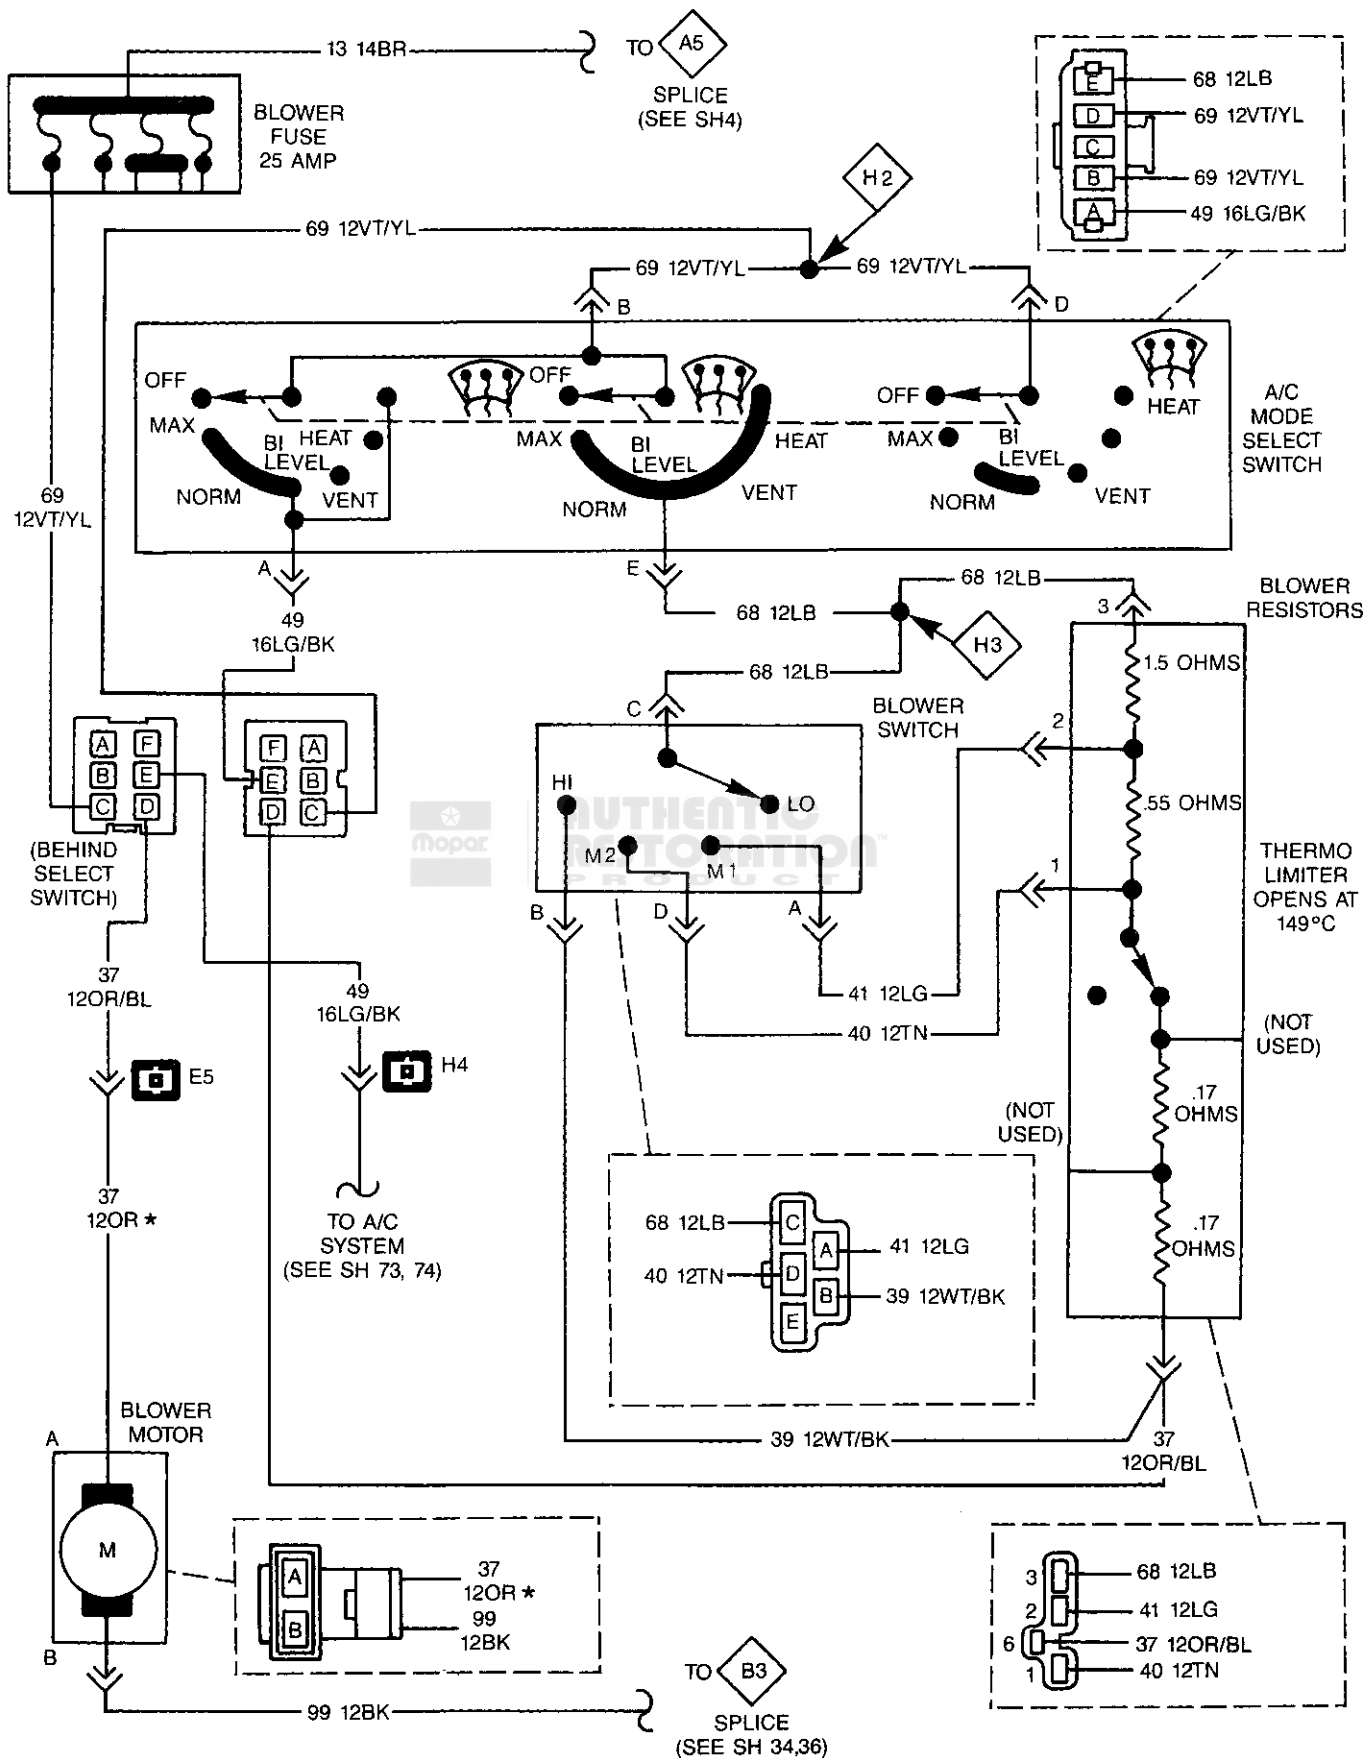 13 14BR
TO A5
SPLICE
(SEE SH4)
BLOWER
FUSE
25 AMP
E 68 12LB
D 69 12VT/YL
C
B 69 12VT/YL
A 49 16LG/BK
H2
69 12VT/YL
69 12VT/YL
69 12VT/YL
B
D
OFF
MAX
BI
LEVEL
HEAT
NORM
VENT
OFF
MAX
BI
LEVEL
HEAT
NORM
VENT
OFF
MAX
BI
LEVEL
HEAT
NORM
VENT
A/C
MODE
SELECT
SWITCH
69
12VT/YL
A
E
49
16LG/BK
68 12LB
68 12LB
68 12LB
H3
3
BLOWER
RESISTORS
1.5 OHMS
C
BLOWER
SWITCH
2
.55 OHMS
A F
B E
C D
F A
E B
D C
(BEHIND
SELECT
SWITCH)
HI
LO
M2
M1
Mopar
AUTHENTIC
RESTORATION™
PRODUCT
B
D
A
1
THERMO
LIMITER
OPENS AT
149°C
37
12OR/BL
49
16LG/BK
41 12LG
40 12TN
(NOT
USED)
E5
H4
.17
OHMS
(NOT
USED)
37
12OR*
TO A/C
SYSTEM
(SEE SH 73, 74)
68 12LB C
A 41 12LG
40 12TN D
B 39 12WT/BK
E
.17
OHMS
BLOWER
MOTOR
A
M
B
39 12WT/BK
37
12OR/BL
A
B
37
12OR*
99
12BK
3 68 12LB
2 41 12LG
6 37 12OR/BL
1 40 12TN
99 12BK
TO B3
SPLICE
(SEE SH 34,36)